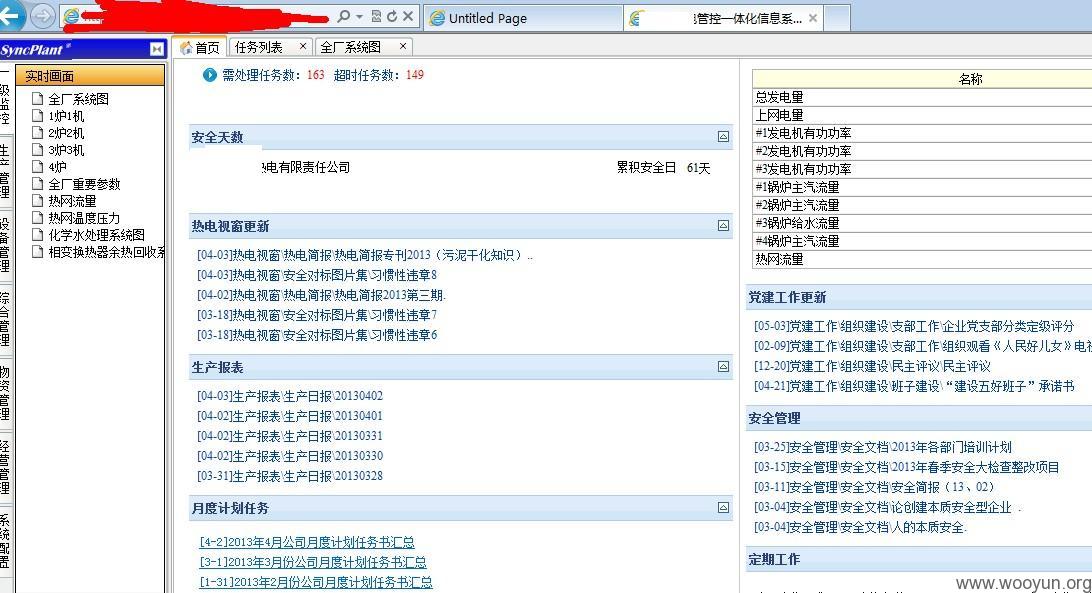 Untitled Page
管控一体化信息系...
SyncPlant
首页 任务列表 全厂系统图
实时画面
全厂系统图
1炉1机
2炉2机
3炉3机
4炉
全厂重要参数
热网流量
热网温度压力
化学水处理系统图
相变换热器余热回收系
级监控
生产管理
设备管理
综合管理
物资管理
经营管理
系统配置
需处理任务数：163 超时任务数：149
安全天数
热电有限责任公司 累积安全日 61天
热电视窗更新
[04-03]热电视窗\热电简报\热电简报专刊2013（污泥干化知识）..
[04-03]热电视窗\安全对标图片集\习惯性违章8
[04-02]热电视窗\热电简报\热电简报2013第三期.
[03-18]热电视窗\安全对标图片集\习惯性违章7
[03-18]热电视窗\安全对标图片集\习惯性违章6
生产报表
[04-03]生产报表\生产日报\20130402
[04-02]生产报表\生产日报\20130401
[04-02]生产报表\生产日报\20130331
[04-02]生产报表\生产日报\20130330
[03-31]生产报表\生产日报\20130328
月度计划任务
[4-2]2013年4月公司月度计划任务书汇总
[3-1]2013年3月份公司月度计划任务书汇总
[1-31]2013年2月份公司月度计划任务书汇总
名称
总发电量
上网电量
#1发电机有功功率
#2发电机有功功率
#3发电机有功功率
#1锅炉主汽流量
#2锅炉主汽流量
#3锅炉给水流量
#4锅炉主汽流量
热网流量
党建工作更新
[05-03]党建工作\组织建设\支部工作\企业党支部分类定级评分
[02-09]党建工作\组织建设\支部工作\组织观看《人民好儿女》电视
[12-20]党建工作\组织建设\民主评议\民主评议
[04-21]党建工作\组织建设\班子建设\“建设五好班子”承诺书
安全管理
[03-25]安全管理\安全文档\2013年各部门培训计划
[03-15]安全管理\安全文档\2013年春季安全大检查整改项目
[03-11]安全管理\安全文档\安全简报（13、02）
[03-04]安全管理\安全文档\论创建本质安全型企业 .
[03-04]安全管理\安全文档\人的本质安全.
定期工作
www.wooyun.org